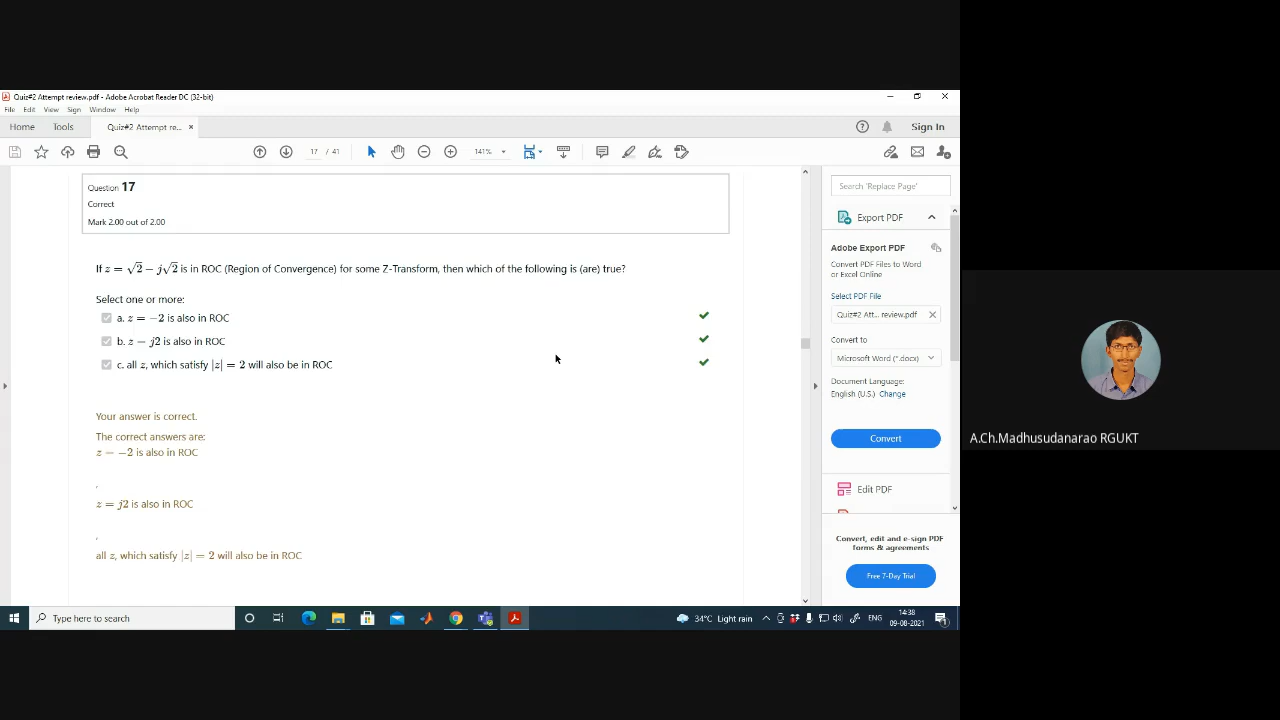 Quiz#2 Attempt review.pdf - Adobe Acrobat Reader DC (32-bit)
File Edit View Sign Window Help
Home Tools Quiz#2 Attempt re... × Sign In
17 / 41 141%
Question 17
Correct
Mark 2.00 out of 2.00
If z = √2 − j√2 is in ROC (Region of Convergence) for some Z-Transform, then which of the following is (are) true?
Select one or more:
a. z = −2 is also in ROC
b. z = j2 is also in ROC
c. all z, which satisfy |z| = 2 will also be in ROC
Your answer is correct.
The correct answers are:
z = −2 is also in ROC
,
z = j2 is also in ROC
,
all z, which satisfy |z| = 2 will also be in ROC
Search 'Replace Page'
Export PDF
Adobe Export PDF
Convert PDF Files to Word
or Excel Online
Select PDF File
Quiz#2 Att... review.pdf
Convert to
Microsoft Word (*.docx)
Document Language:
English (U.S.) Change
Convert
Edit PDF
Convert, edit and e-sign PDF
forms & agreements
Free 7-Day Trial
A.Ch.Madhusudanarao RGUKT
Type here to search
34°C Light rain
ENG
14:38
09-08-2021